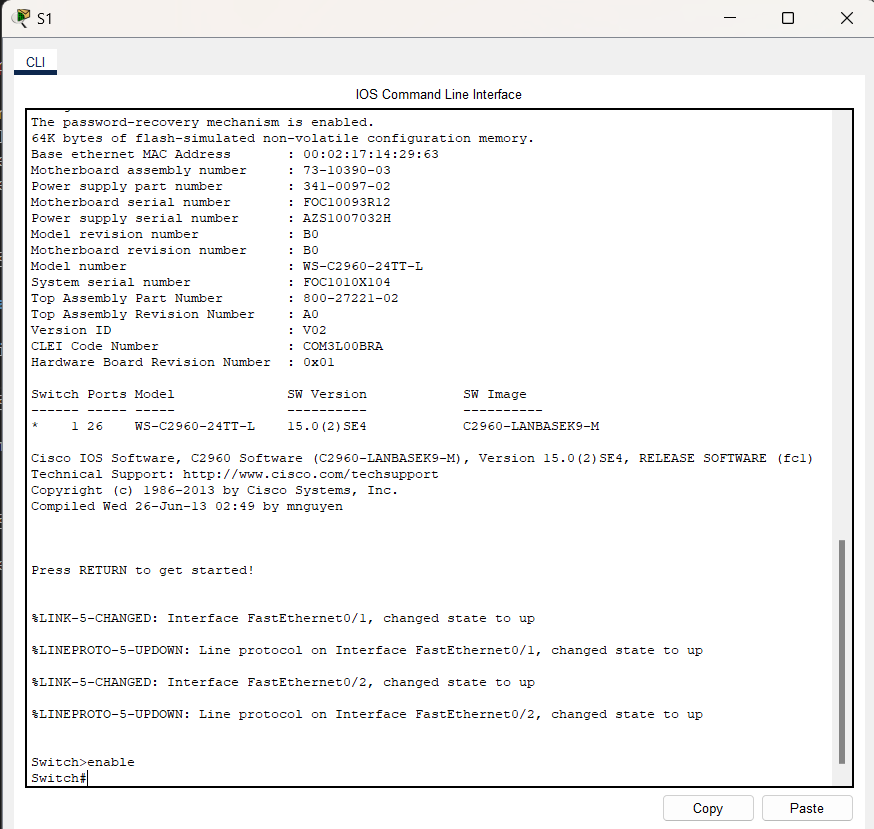 S1
CLI
IOS Command Line Interface
The password-recovery mechanism is enabled.
64K bytes of flash-simulated non-volatile configuration memory.
Base ethernet MAC Address       : 00:02:17:14:29:63
Motherboard assembly number     : 73-10390-03
Power supply part number        : 341-0097-02
Motherboard serial number       : FOC10093R12
Power supply serial number      : AZS1007032H
Model revision number           : B0
Motherboard revision number     : B0
Model number                    : WS-C2960-24TT-L
System serial number            : FOC1010X104
Top Assembly Part Number        : 800-27221-02
Top Assembly Revision Number    : A0
Version ID                      : V02
CLEI Code Number                : COM3L00BRA
Hardware Board Revision Number  : 0x01
Switch Ports Model              SW Version            SW Image
------ ----- -----              ----------            ----------
*    1 26    WS-C2960-24TT-L    15.0(2)SE4            C2960-LANBASEK9-M
Cisco IOS Software, C2960 Software (C2960-LANBASEK9-M), Version 15.0(2)SE4, RELEASE SOFTWARE (fc1)
Technical Support: http://www.cisco.com/techsupport
Copyright (c) 1986-2013 by Cisco Systems, Inc.
Compiled Wed 26-Jun-13 02:49 by mnguyen
Press RETURN to get started!
%LINK-5-CHANGED: Interface FastEthernet0/1, changed state to up
%LINEPROTO-5-UPDOWN: Line protocol on Interface FastEthernet0/1, changed state to up
%LINK-5-CHANGED: Interface FastEthernet0/2, changed state to up
%LINEPROTO-5-UPDOWN: Line protocol on Interface FastEthernet0/2, changed state to up
Switch>enable
Switch#
Copy
Paste